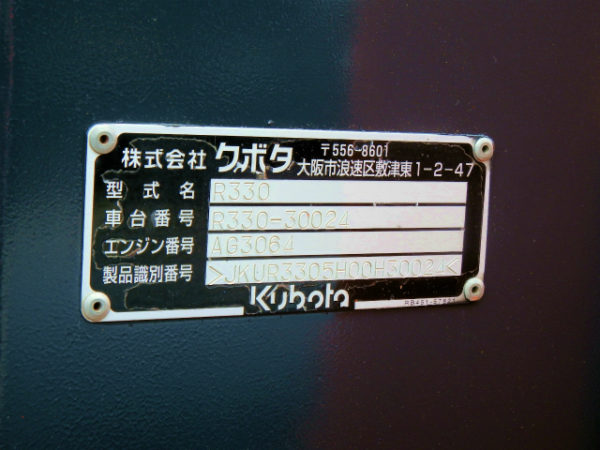 株式会社 クボタ 〒556-8601
大阪市浪速区敷津東1-2-47
型式名 R330
車台番号 R330-30024
エンジン番号 AG3064
製品識別番号 >JKUR3305H00H3002J<
Kubota